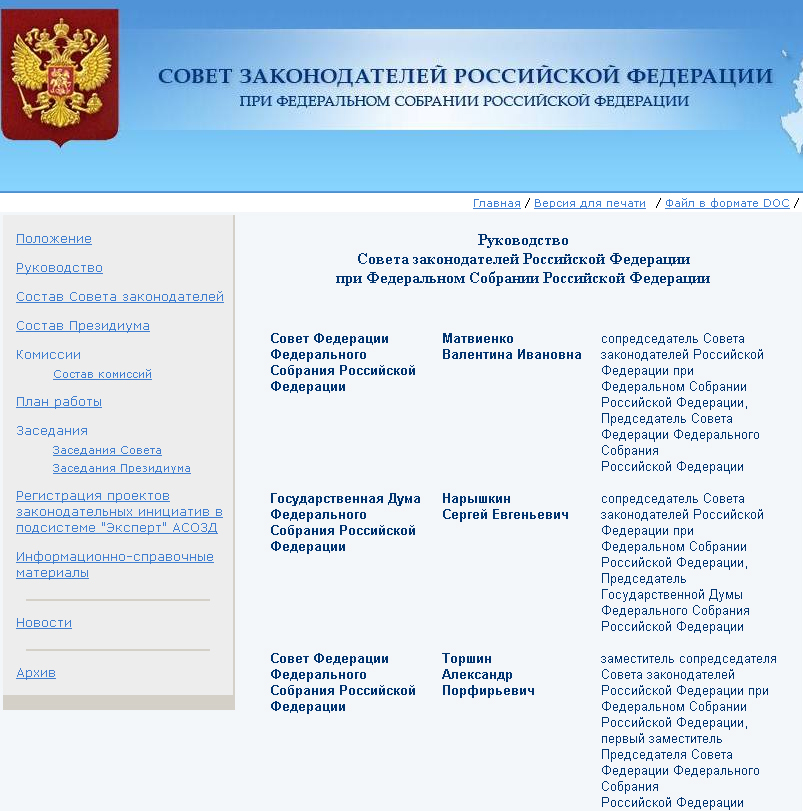 СОВЕТ ЗАКОНОДАТЕЛЕЙ РОССИЙСКОЙ ФЕДЕРАЦИИ
ПРИ ФЕДЕРАЛЬНОМ СОБРАНИИ РОССИЙСКОЙ ФЕДЕРАЦИИ
Главная / Версия для печати / Файл в формате DOC /
Положение
Руководство
Состав Совета законодателей
Состав Президиума
Комиссии
Состав комиссий
План работы
Заседания
Заседания Совета
Заседания Президиума
Регистрация проектов
законодательных инициатив в
подсистеме "Эксперт" АСОЗД
Информационно-справочные
материалы
Новости
Архив
Руководство
Совета законодателей Российской Федерации
при Федеральном Собрании Российской Федерации
Совет Федерации
Федерального
Собрания Российской
Федерации
Матвиенко
Валентина Ивановна
сопредседатель Совета
законодателей Российской
Федерации при
Федеральном Собрании
Российской Федерации,
Председатель Совета
Федерации Федерального
Собрания
Российской Федерации
Государственная Дума
Федерального
Собрания Российской
Федерации
Нарышкин
Сергей Евгеньевич
сопредседатель Совета
законодателей Российской
Федерации при
Федеральном Собрании
Российской Федерации,
Председатель
Государственной Думы
Федерального Собрания
Российской Федерации
Совет Федерации
Федерального
Собрания Российской
Федерации
Торшин
Александр
Порфирьевич
заместитель сопредседателя
Совета законодателей
Российской Федерации при
Федеральном Собрании
Российской Федерации,
первый заместитель
Председателя Совета
Федерации Федерального
Собрания
Российской Федерации